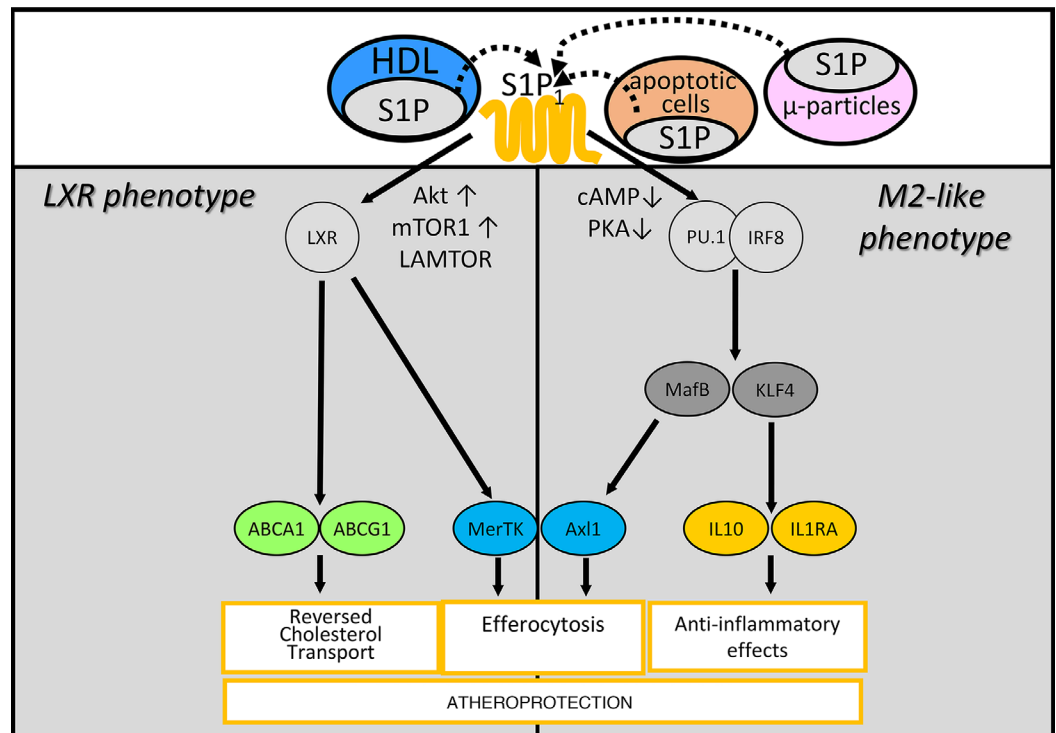 HDL
S1P
S1P1
apoptotic
cells
S1P
S1P
μ-particles
LXR phenotype
Akt ↑
mTOR1 ↑
LAMTOR
LXR
cAMP↓
PKA↓
PU.1
IRF8
M2-like
phenotype
MafB
KLF4
ABCA1
ABCG1
MerTK
Axl1
IL10
IL1RA
Reversed
Cholesterol
Transport
Efferocytosis
Anti-inflammatory
effects
ATHEROPROTECTION